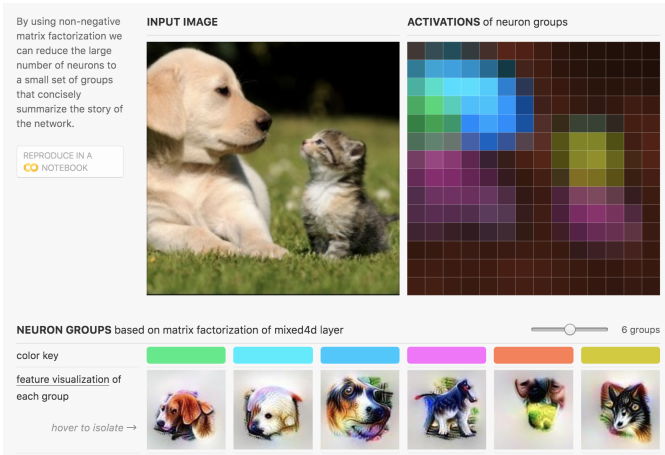 By using non-negative
matrix factorization we
can reduce the large
number of neurons to
a small set of groups
that concisely
summarize the story of
the network.
REPRODUCE IN A
CO NOTEBOOK
INPUT IMAGE
ACTIVATIONS of neuron groups
NEURON GROUPS based on matrix factorization of mixed4d layer
6 groups
color key
feature visualization of
each group
hover to isolate →